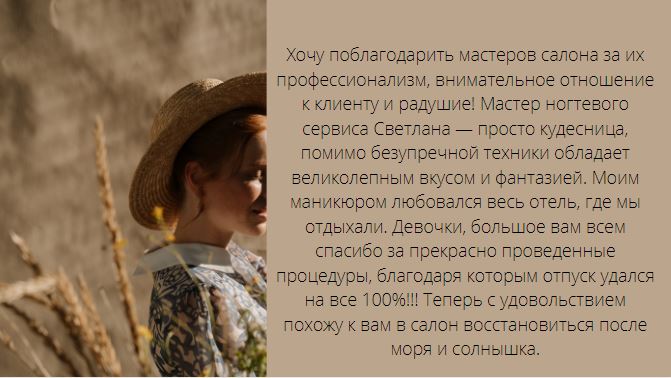 Хочу поблагодарить мастеров салона за их
профессионализм, внимательное отношение
к клиенту и радушие! Мастер ногтевого
сервиса Светлана — просто кудесница,
помимо безупречной техники обладает
великолепным вкусом и фантазией. Моим
маникюром любовался весь отель, где мы
отдыхали. Девочки, большое вам всем
спасибо за прекрасно проведенные
процедуры, благодаря которым отпуск удался
на все 100%!!! Теперь с удовольствием
похожу к вам в салон восстановиться после
моря и солнышка.